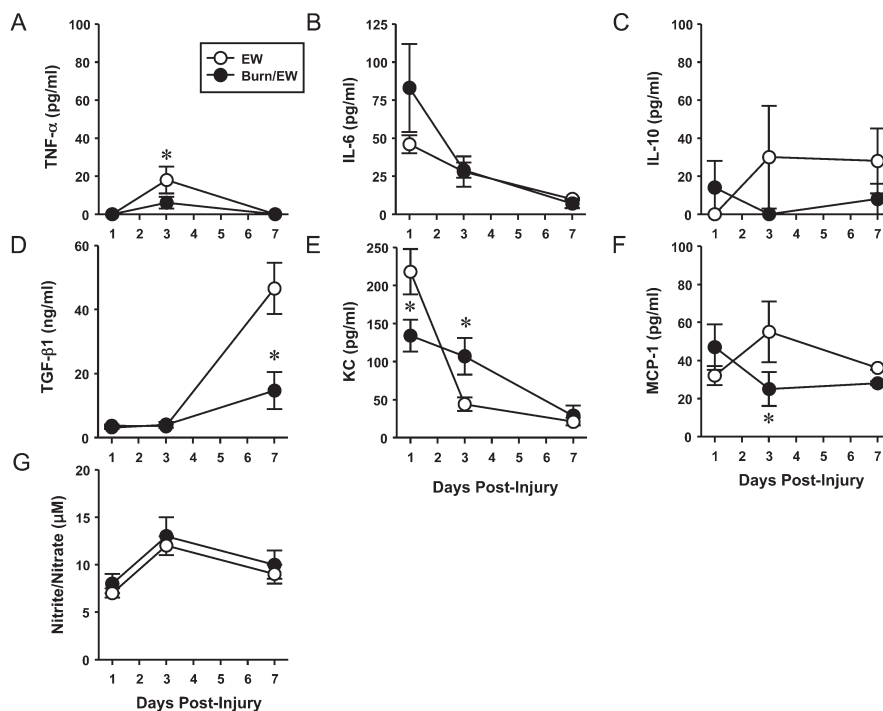 A
TNF-α (pg/ml)
100
80
60
40
20
0
*
EW
Burn/EW
1 2 3 4 5 6 7
B
IL-6 (pg/ml)
125
100
75
50
25
0
1 2 3 4 5 6 7
C
IL-10 (pg/ml)
100
80
60
40
20
0
1 2 3 4 5 6 7
D
TGF-β1 (ng/ml)
60
40
20
0
*
1 2 3 4 5 6 7
E
KC (pg/ml)
250
200
150
100
50
0
*
*
1 2 3 4 5 6 7
Days Post-Injury
F
MCP-1 (pg/ml)
100
80
60
40
20
0
*
1 2 3 4 5 6 7
Days Post-Injury
G
Nitrite/Nitrate (µM)
20
15
10
5
0
1 2 3 4 5 6 7
Days Post-Injury